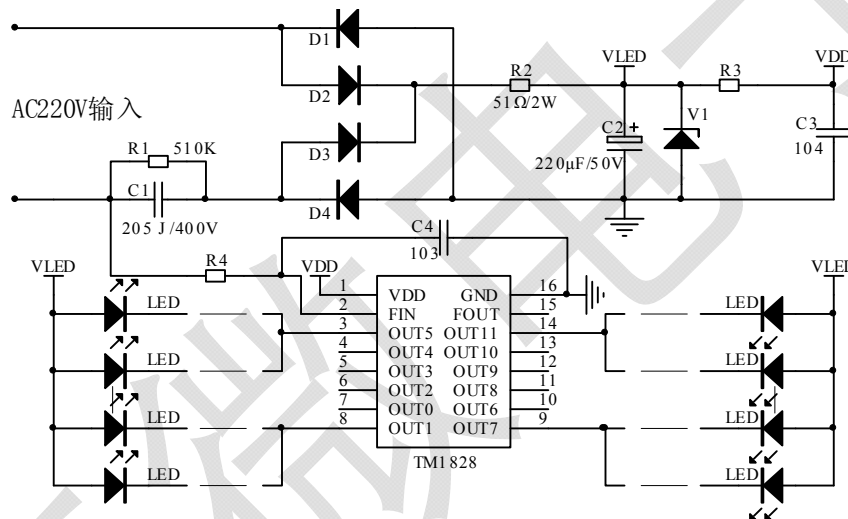 D1
D2
D3
D4
R2
51Ω/2W
VLED
R3
VDD
AC220V输入
R1 510K
C1
205J/400V
C2 +
220μF/50V
V1
C3
104
C4
103
R4
VDD
VLED
VLED
LED
LED
LED
LED
LED
LED
LED
LED
1 VDD GND 16
2 FIN FOUT 15
3 OUT5 OUT11 14
4 OUT4 OUT10 13
5 OUT3 OUT9 12
6 OUT2 OUT8 11
7 OUT0 OUT6 10
8 OUT1 OUT7 9
TM1828
微电